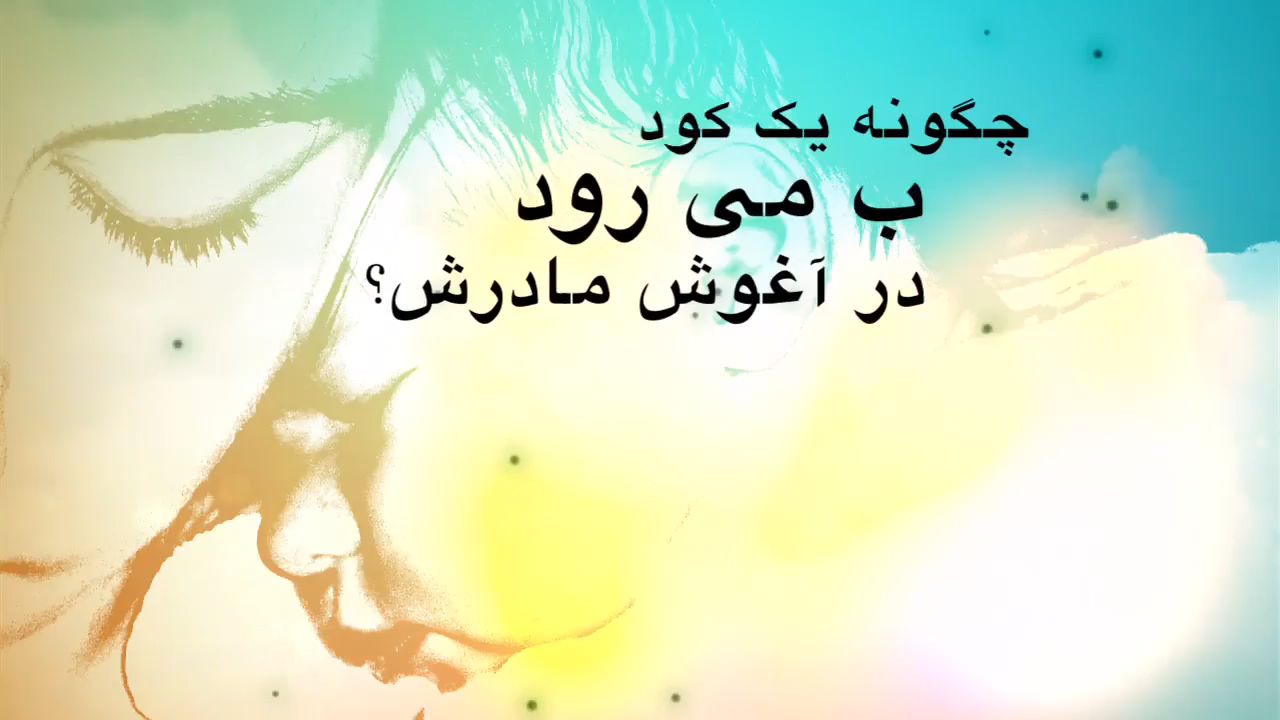 چگونه یک کود
ب می رود
در آغوش مادرش؟